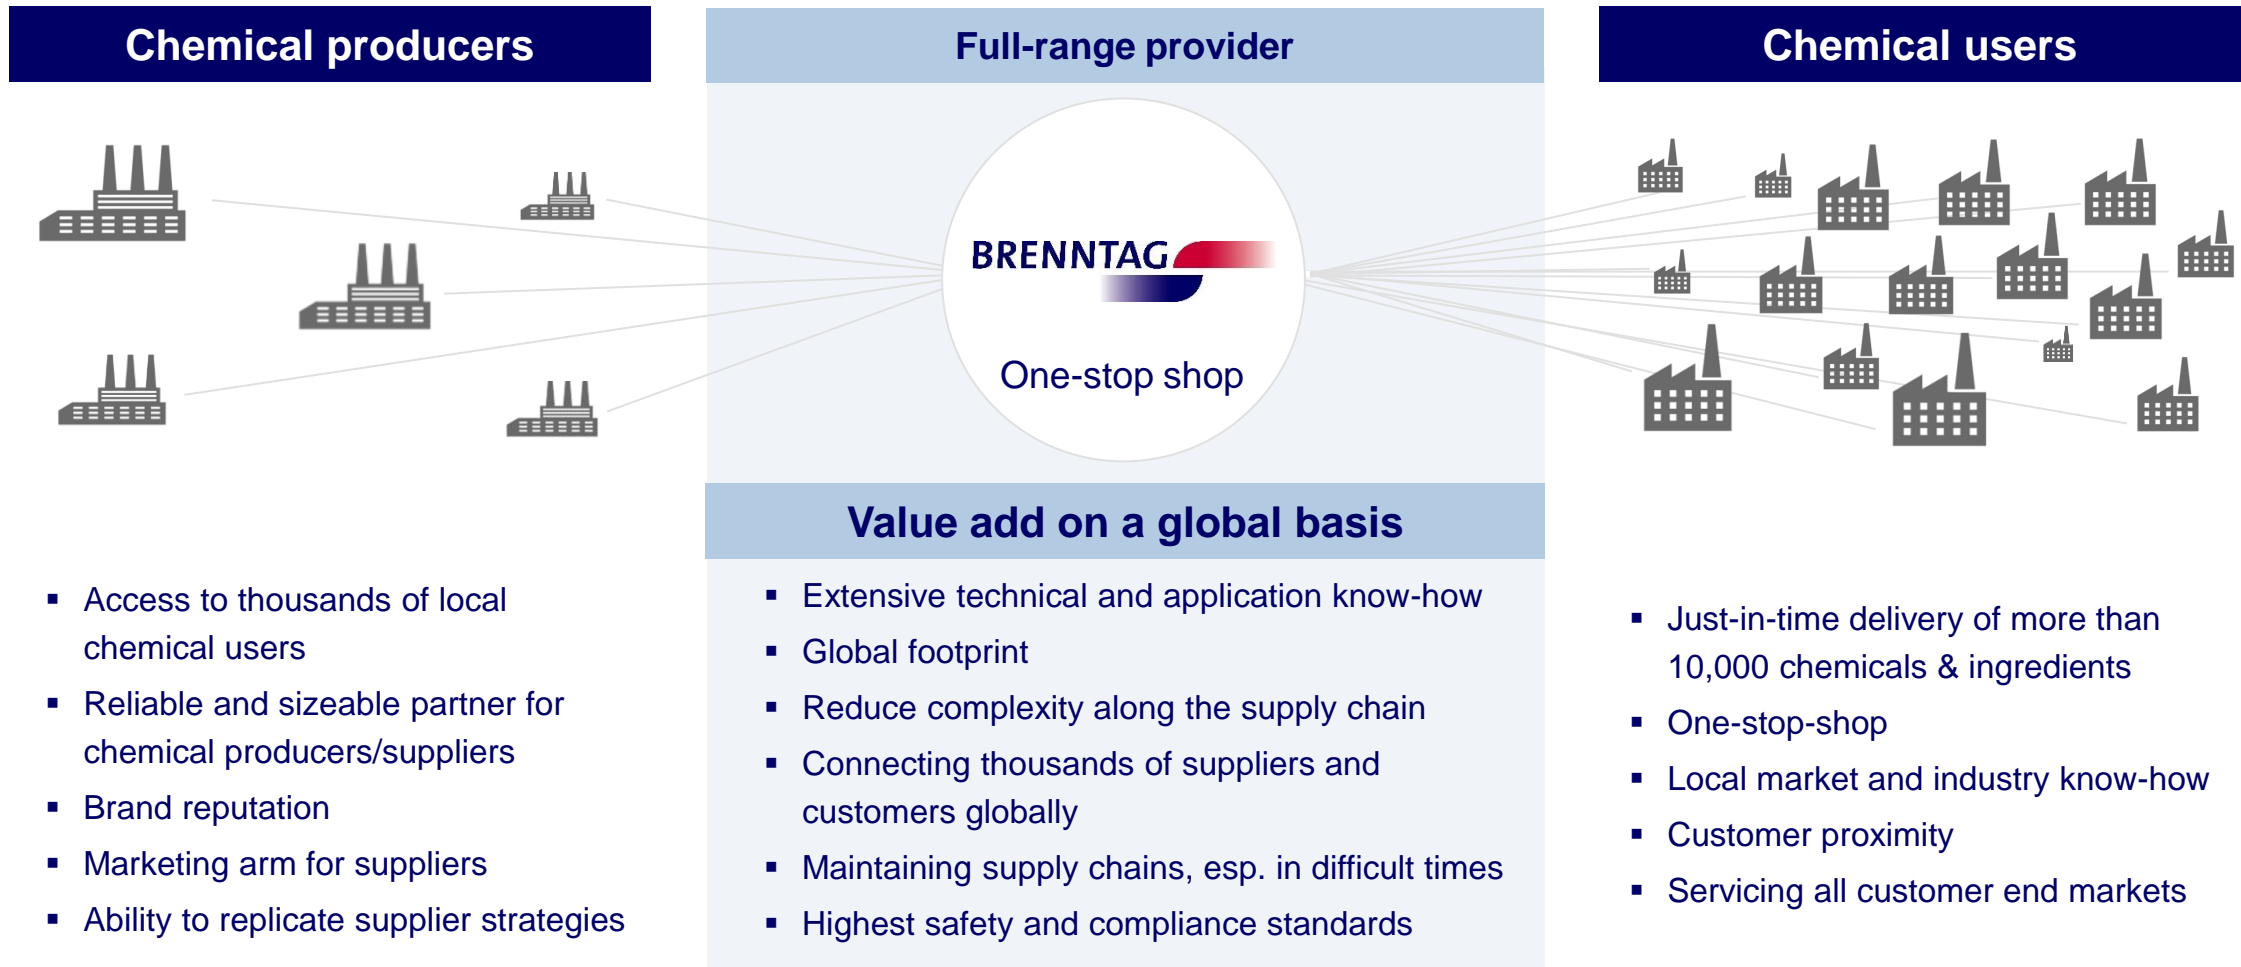 Chemical producers
Full-range provider
Chemical users
BRENNTAG
One-stop shop
Value add on a global basis
▪ Access to thousands of local
chemical users
▪ Reliable and sizeable partner for
chemical producers/suppliers
▪ Brand reputation
▪ Marketing arm for suppliers
▪ Ability to replicate supplier strategies
▪ Extensive technical and application know-how
▪ Global footprint
▪ Reduce complexity along the supply chain
▪ Connecting thousands of suppliers and
customers globally
▪ Maintaining supply chains, esp. in difficult times
▪ Highest safety and compliance standards
▪ Just-in-time delivery of more than
10,000 chemicals & ingredients
▪ One-stop-shop
▪ Local market and industry know-how
▪ Customer proximity
▪ Servicing all customer end markets